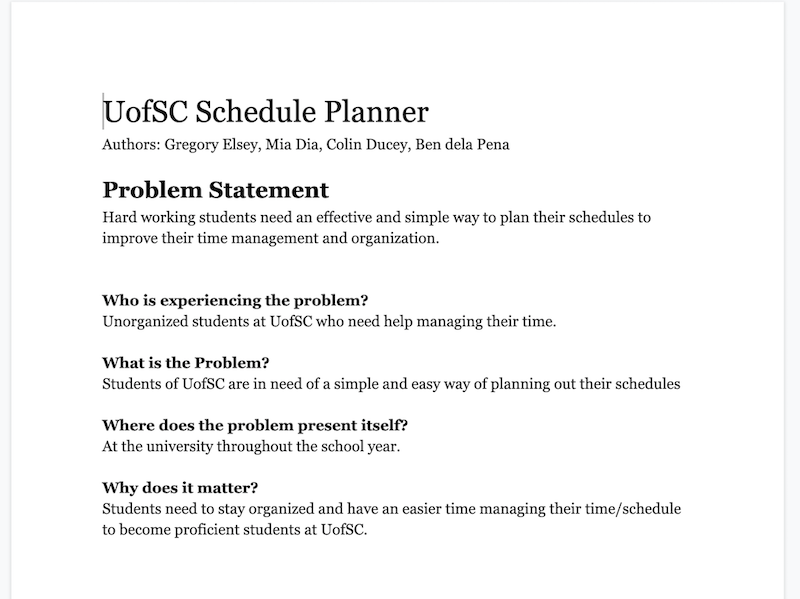 UofSC Schedule Planner
Authors: Gregory Elsey, Mia Dia, Colin Ducey, Ben dela Pena
Problem Statement
Hard working students need an effective and simple way to plan their schedules to
improve their time management and organization.
Who is experiencing the problem?
Unorganized students at UofSC who need help managing their time.
What is the Problem?
Students of UofSC are in need of a simple and easy way of planning out their schedules
Where does the problem present itself?
At the university throughout the school year.
Why does it matter?
Students need to stay organized and have an easier time managing their time/schedule
to become proficient students at UofSC.